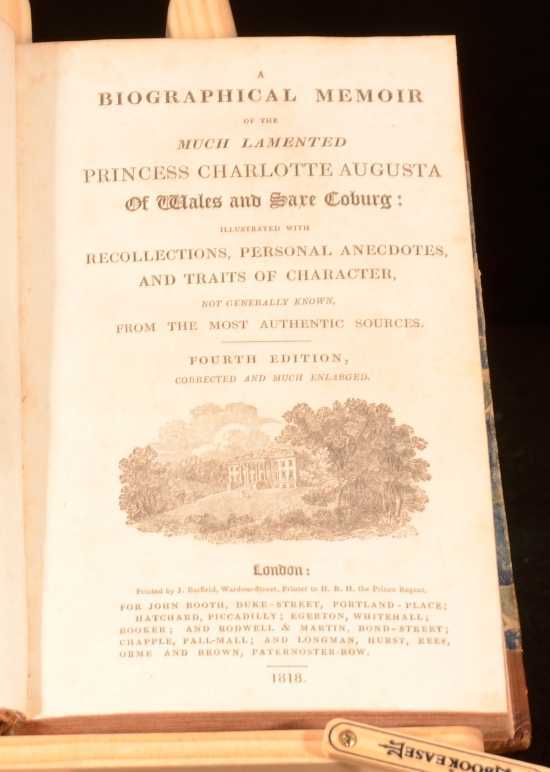 A
BIOGRAPHICAL MEMOIR
OF THE
MUCH LAMENTED
PRINCESS CHARLOTTE AUGUSTA
Of Wales and Saxe Coburg:
ILLUSTRATED WITH
RECOLLECTIONS, PERSONAL ANECDOTES,
AND TRAITS OF CHARACTER,
NOT GENERALLY KNOWN,
FROM THE MOST AUTHENTIC SOURCES.
FOURTH EDITION,
CORRECTED AND MUCH ENLARGED.
London:
Printed by J. Barfield, Wardour-Street, Printer to H. R. H. the Prince Regent,
FOR JOHN BOOTH, DUKE-STREET, PORTLAND-PLACE;
HATCHARD, PICCADILLY; EGERTON, WHITEHALL;
BOOKER; AND RODWELL & MARTIN, BOND-STREET;
CHAPPLE, PALL-MALL; AND LONGMAN, HURST, REES,
ORME AND BROWN, PATERNOSTER-ROW.
1818.
BOOKEASE